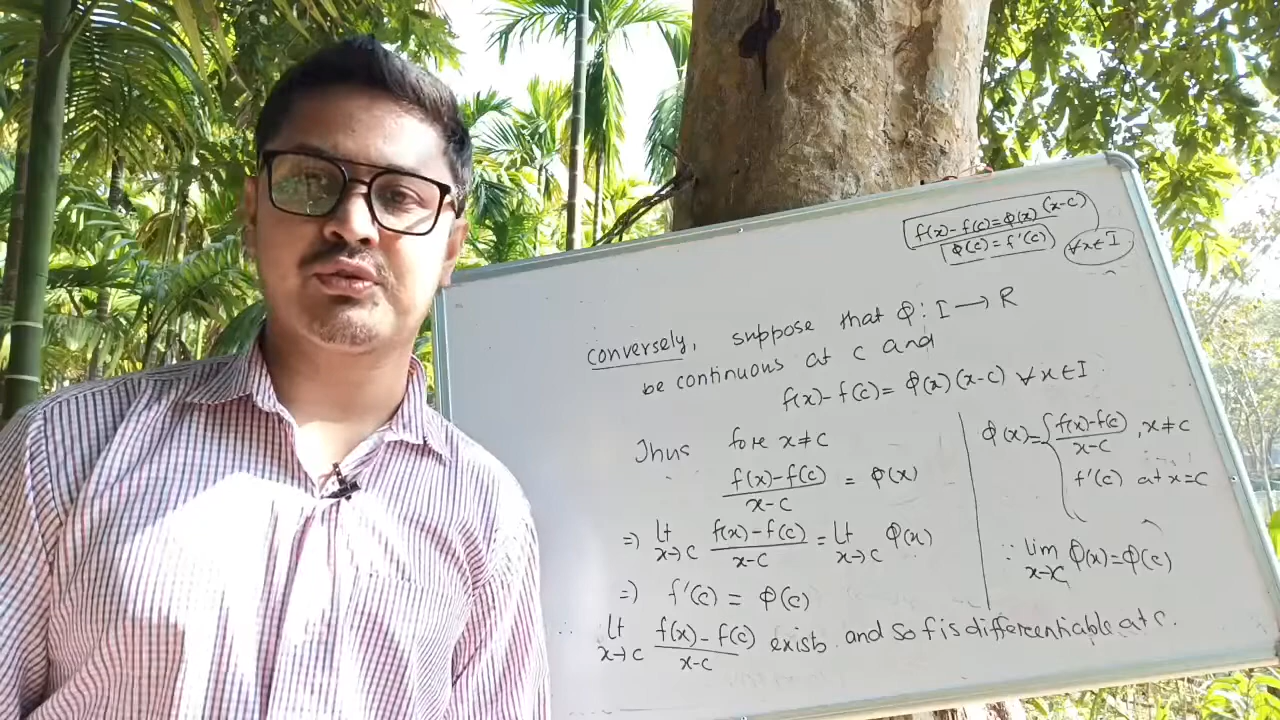 f(x)-f(c)=Φ(x)(x-c)
Φ(c)=f'(c) ∀x∈I
conversely, suppose that Φ: I → R
be continuous at c and
f(x)-f(c)=Φ(x)(x-c) ∀x∈I
Thus fore x≠c
f(x)-f(c)/x-c = Φ(x)
=) lt x→c f(x)-f(c)/x-c = lt x→c Φ(x)
=) f'(c) = Φ(c)
∴ lt x→c f(x)-f(c)/x-c exists and so f is differentiable at c.
Φ(x)={ f(x)-f(c)/x-c , x≠c
f'(c) at x=c
∵ lim x→c Φ(x)=Φ(c)